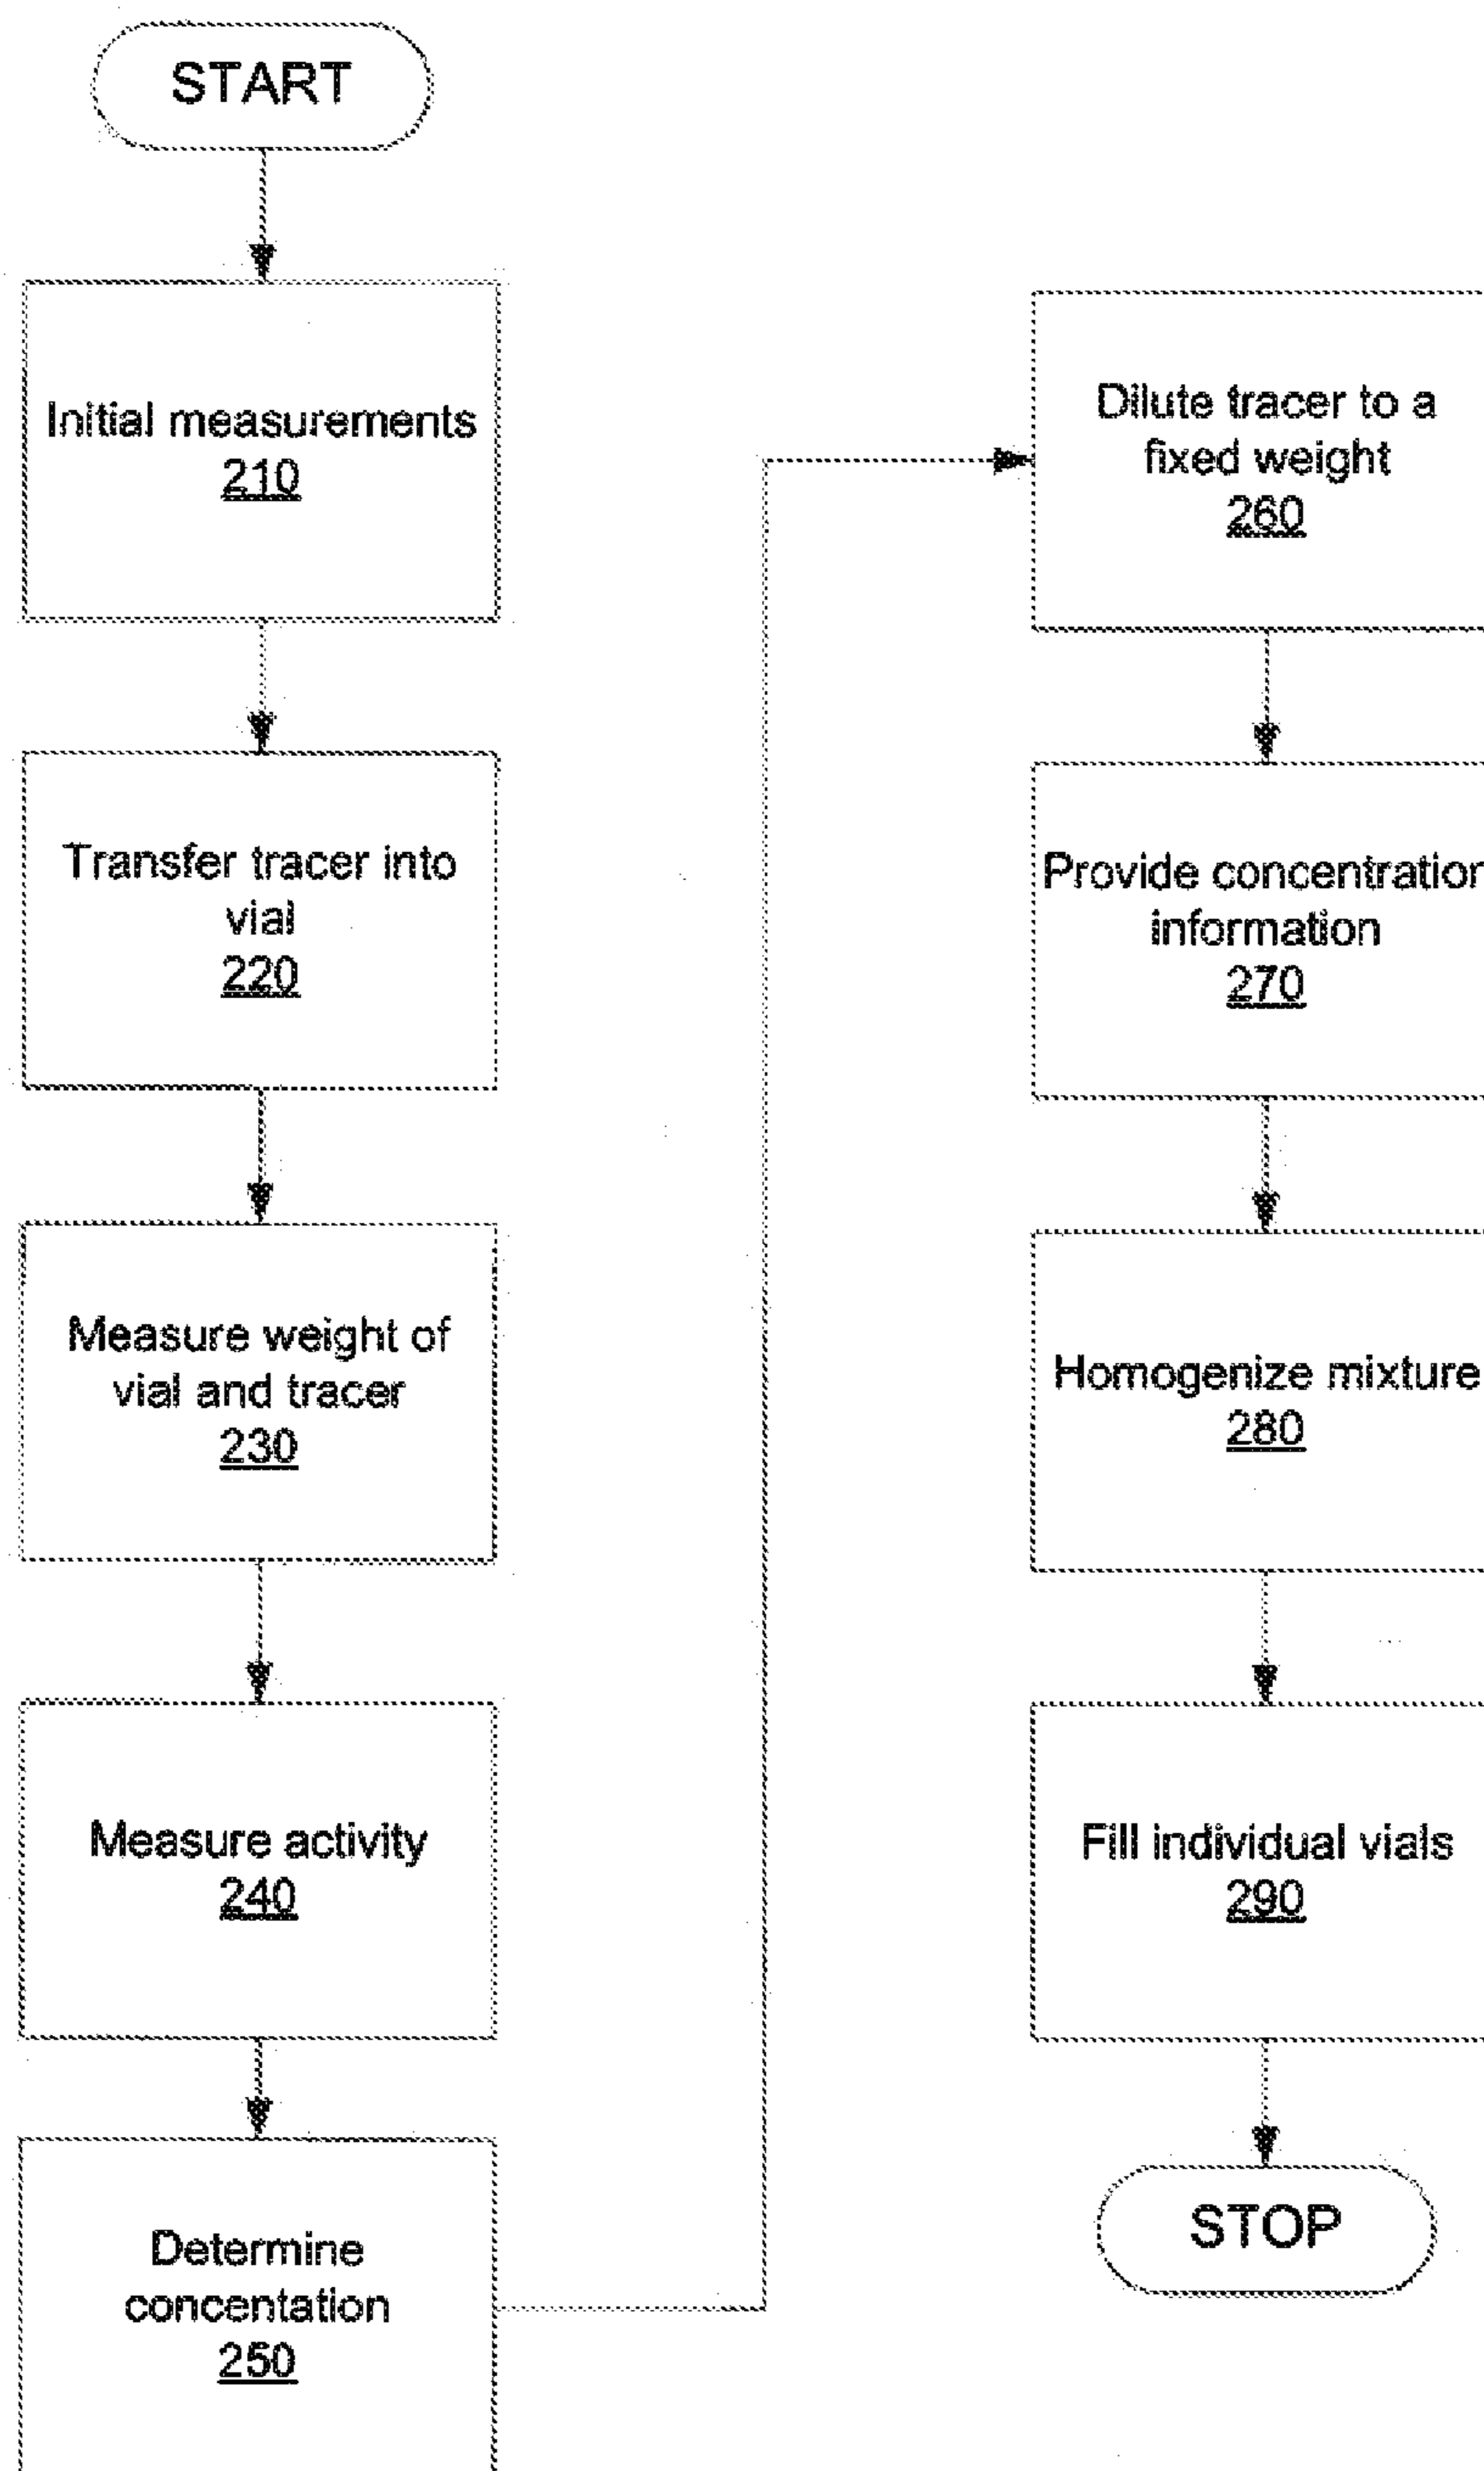 START
Initial measurements
210
Transfer tracer into
vial
220
Measure weight of
vial and tracer
230
Measure activity
240
Determine
concentation
250
Dilute tracer to a
fixed weight
260
Provide concentration
information
270
Homogenize mixture
280
Fill individual vials
290
STOP